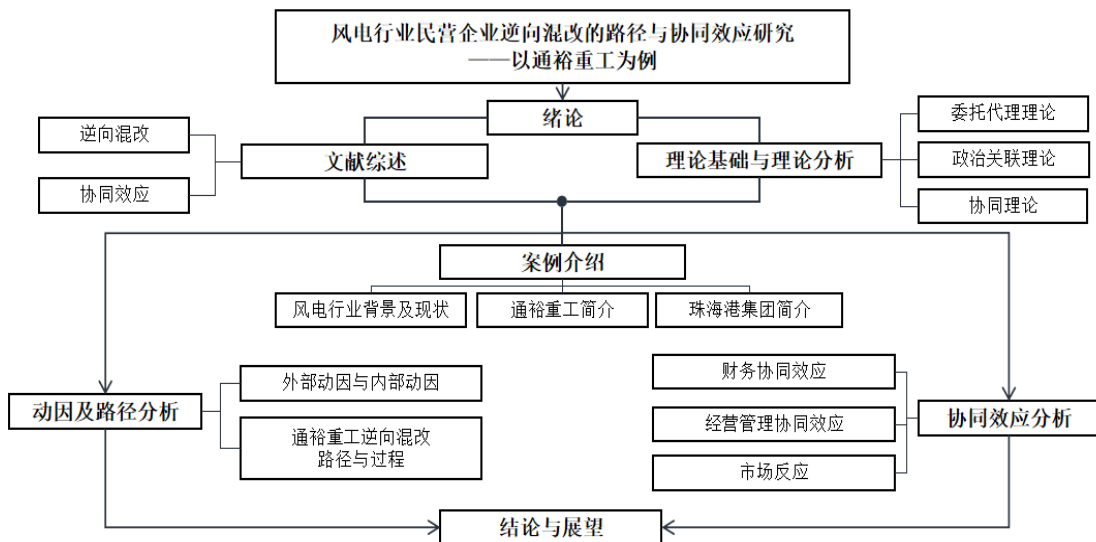 风电行业民营企业逆向混改的路径与协同效应研究
——以通裕重工为例
绪论
逆向混改
协同效应
文献综述
理论基础与理论分析
委托代理理论
政治关联理论
协同理论
案例介绍
风电行业背景及现状
通裕重工简介
珠海港集团简介
动因及路径分析
外部动因与内部动因
通裕重工逆向混改
路径与过程
财务协同效应
经营管理协同效应
市场反应
协同效应分析
结论与展望